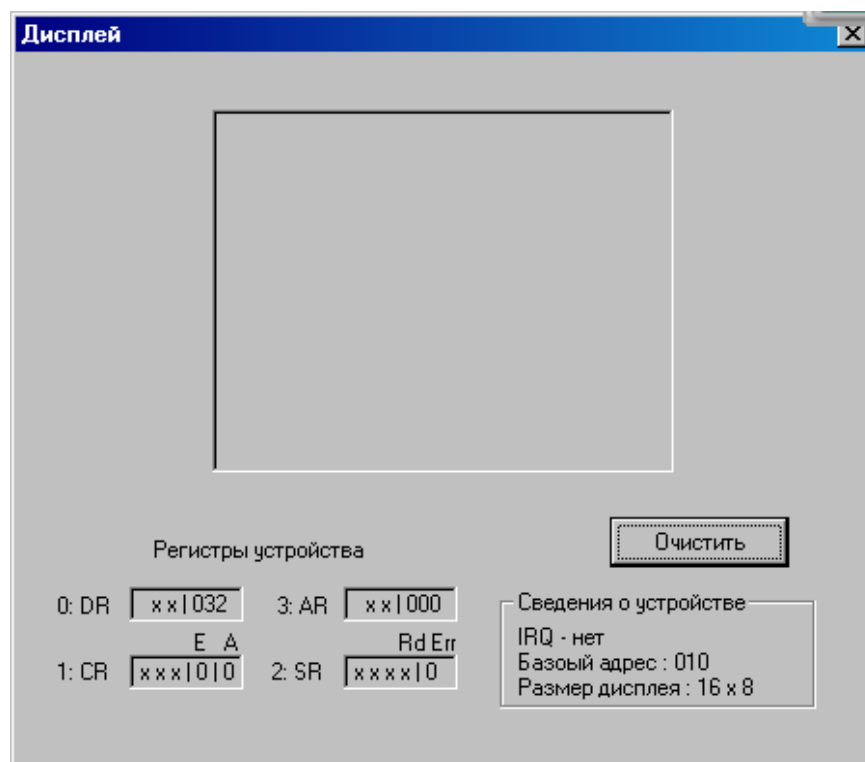 Дисплей
Очистить
Регистры устройства
0: DR xx|032 3: AR xx|000
E A Rd Err
1: CR xxx|0|0 2: SR xxxx|0
Сведения о устройстве
IRQ - нет
Базоый адрес : 010
Размер дисплея : 16 x 8